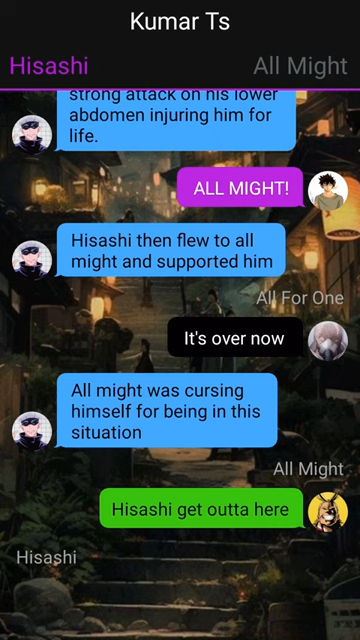 Kumar Ts
Hisashi
All Might
strong attack on his lower
abdomen injuring him for
life.
ALL MIGHT!
Hisashi then flew to all
might and supported him
All For One
It's over now
All might was cursing
himself for being in this
situation
All Might
Hisashi get outta here
Hisashi